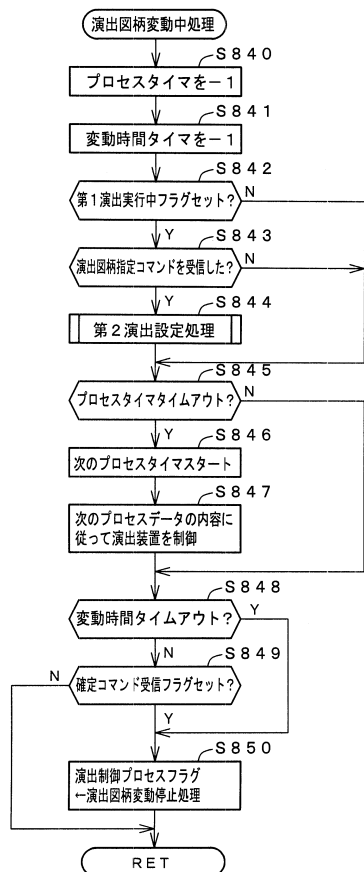 演出図柄変動中処理
S840
プロセスタイマを−1
S841
変動時間タイマを−1
S842
第1演出実行中フラグセット?
N
Y
S843
演出図柄指定コマンドを受信した?
N
Y
S844
第2演出設定処理
S845
プロセスタイマタイムアウト?
N
Y
S846
次のプロセスタイマスタート
S847
次のプロセスデータの内容に
従って演出装置を制御
S848
変動時間タイムアウト?
Y
N
S849
N
確定コマンド受信フラグセット?
Y
S850
演出制御プロセスフラグ
←演出図柄変動停止処理
RET